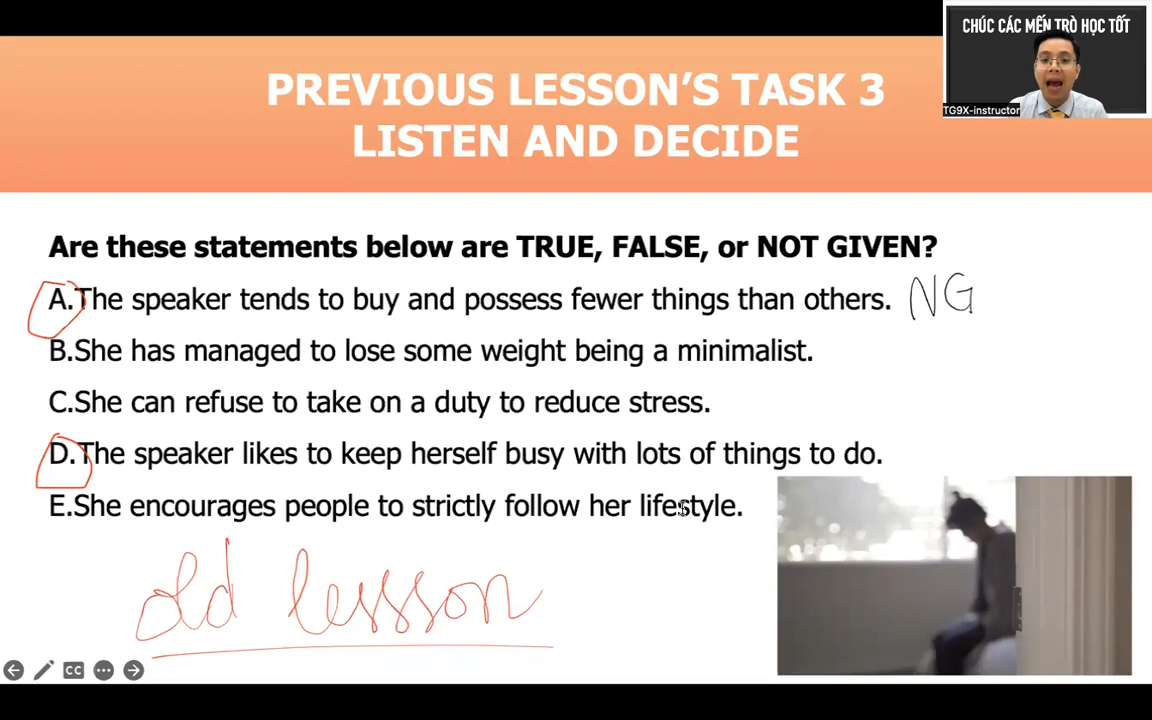 CHÚC CÁC MẾN TRÒ HỌC TỐT
TG9X-instructor
PREVIOUS LESSON'S TASK 3
LISTEN AND DECIDE
Are these statements below are TRUE, FALSE, or NOT GIVEN?
A.The speaker tends to buy and possess fewer things than others. NG
B.She has managed to lose some weight being a minimalist.
C.She can refuse to take on a duty to reduce stress.
D.The speaker likes to keep herself busy with lots of things to do.
E.She encourages people to strictly follow her lifestyle.
old lesson
CC